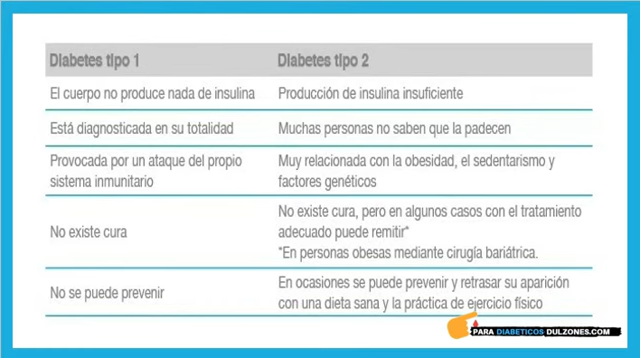 Diabetes tipo 1
Diabetes tipo 2
El cuerpo no produce nada de insulina
Producción de insulina insuficiente
Está diagnosticada en su totalidad
Muchas personas no saben que la padecen
Provocada por un ataque del propio
sistema inmunitario
Muy relacionada con la obesidad, el sedentarismo y
factores genéticos
No existe cura
No existe cura, pero en algunos casos con el tratamiento
adecuado puede remitir*
*En personas obesas mediante cirugía bariátrica.
No se puede prevenir
En ocasiones se puede prevenir y retrasar su aparición
con una dieta sana y la práctica de ejercicio físico
PARA DIABETICOS DULZONES.COM